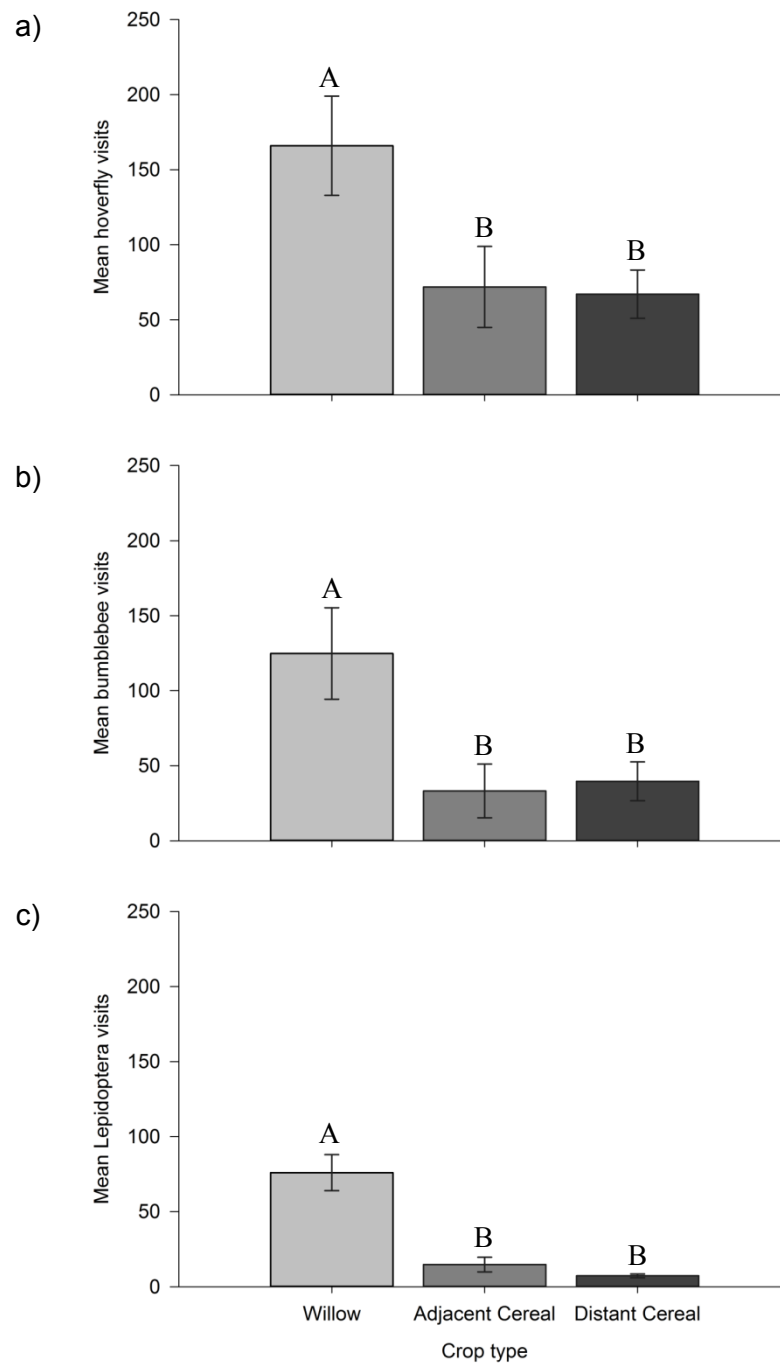 a)
250
200
150
100
50
0
Mean hoverfly visits
A
B
B
b)
250
200
150
100
50
0
Mean bumblebee visits
A
B
B
c)
250
200
150
100
50
0
Mean Lepidoptera visits
A
B
B
Willow Adjacent Cereal Distant Cereal
Crop type